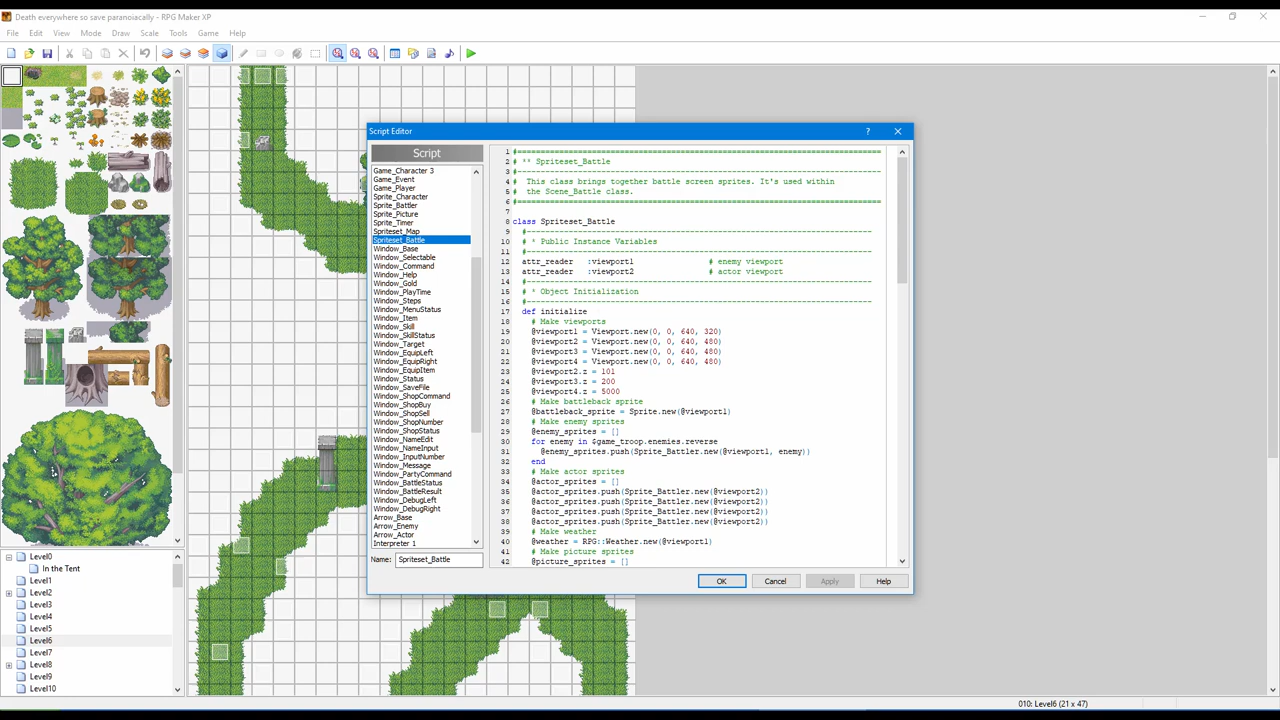 Death everywhere so save paranoiacally - RPG Maker XP
File Edit View Mode Draw Scale Tools Game Help
Script Editor
?
Script
Game_Character 3
Game_Event
Game_Player
Sprite_Character
Sprite_Battler
Sprite_Picture
Sprite_Timer
Spriteset_Map
Spriteset_Battle
Window_Base
Window_Selectable
Window_Command
Window_Help
Window_Gold
Window_PlayTime
Window_Steps
Window_MenuStatus
Window_Item
Window_Skill
Window_SkillStatus
Window_Target
Window_EquipLeft
Window_EquipRight
Window_EquipItem
Window_Status
Window_SaveFile
Window_ShopCommand
Window_ShopBuy
Window_ShopSell
Window_ShopNumber
Window_ShopStatus
Window_NameEdit
Window_NameInput
Window_InputNumber
Window_Message
Window_PartyCommand
Window_BattleStatus
Window_BattleResult
Window_DebugLeft
Window_DebugRight
Arrow_Base
Arrow_Enemy
Arrow_Actor
Interpreter 1
Name: Spriteset_Battle
1 #==============================================================================
2 # ** Spriteset_Battle
3 #------------------------------------------------------------------------------
4 #  This class brings together battle screen sprites. It's used within
5 #  the Scene_Battle class.
6 #==============================================================================
7
8 class Spriteset_Battle
9   #--------------------------------------------------------------------------
10   # * Public Instance Variables
11   #--------------------------------------------------------------------------
12   attr_reader   :viewport1                # enemy viewport
13   attr_reader   :viewport2                # actor viewport
14   #--------------------------------------------------------------------------
15   # * Object Initialization
16   #--------------------------------------------------------------------------
17   def initialize
18     # Make viewports
19     @viewport1 = Viewport.new(0, 0, 640, 320)
20     @viewport2 = Viewport.new(0, 0, 640, 480)
21     @viewport3 = Viewport.new(0, 0, 640, 480)
22     @viewport4 = Viewport.new(0, 0, 640, 480)
23     @viewport2.z = 101
24     @viewport3.z = 200
25     @viewport4.z = 5000
26     # Make battleback sprite
27     @battleback_sprite = Sprite.new(@viewport1)
28     # Make enemy sprites
29     @enemy_sprites = []
30     for enemy in $game_troop.enemies.reverse
31       @enemy_sprites.push(Sprite_Battler.new(@viewport1, enemy))
32     end
33     # Make actor sprites
34     @actor_sprites = []
35     @actor_sprites.push(Sprite_Battler.new(@viewport2))
36     @actor_sprites.push(Sprite_Battler.new(@viewport2))
37     @actor_sprites.push(Sprite_Battler.new(@viewport2))
38     @actor_sprites.push(Sprite_Battler.new(@viewport2))
39     # Make weather
40     @weather = RPG::Weather.new(@viewport1)
41     # Make picture sprites
42     @picture_sprites = []
OK Cancel Apply Help
Level0
In the Tent
Level1
Level2
Level3
Level4
Level5
Level6
Level7
Level8
Level9
Level10
010: Level6 (21 x 47)